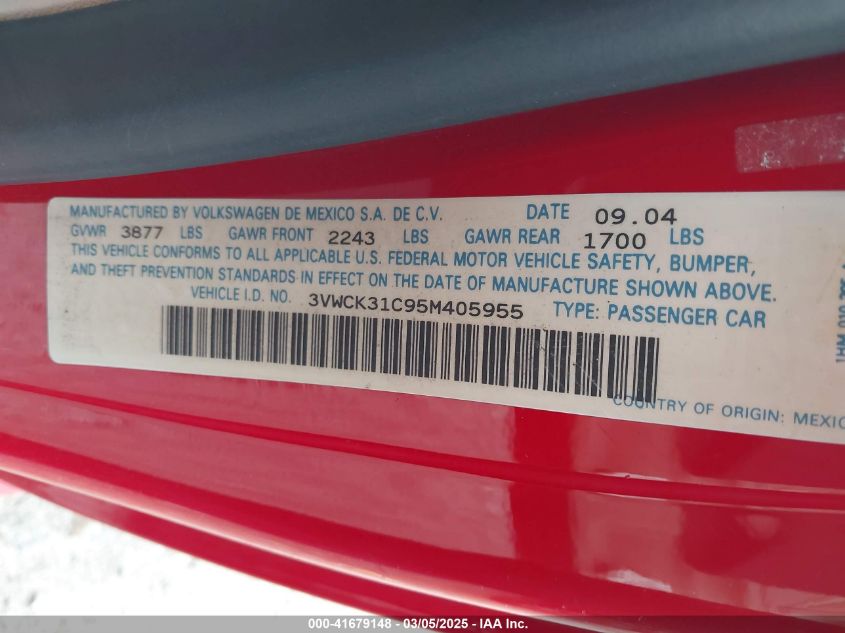 MANUFACTURED BY VOLKSWAGEN DE MEXICO S.A. DE C.V. DATE 09.04
GVWR 3877 LBS GAWR FRONT 2243 LBS GAWR REAR 1700 LBS
THIS VEHICLE CONFORMS TO ALL APPLICABLE U.S. FEDERAL MOTOR VEHICLE SAFETY, BUMPER,
AND THEFT PREVENTION STANDARDS IN EFFECT ON THE DATE OF MANUFACTURE SHOWN ABOVE.
VEHICLE I.D. NO. 3VWCK31C95M405955 TYPE: PASSENGER CAR
COUNTRY OF ORIGIN: MEXIC
000-41679148 - 03/05/2025 - IAA Inc.